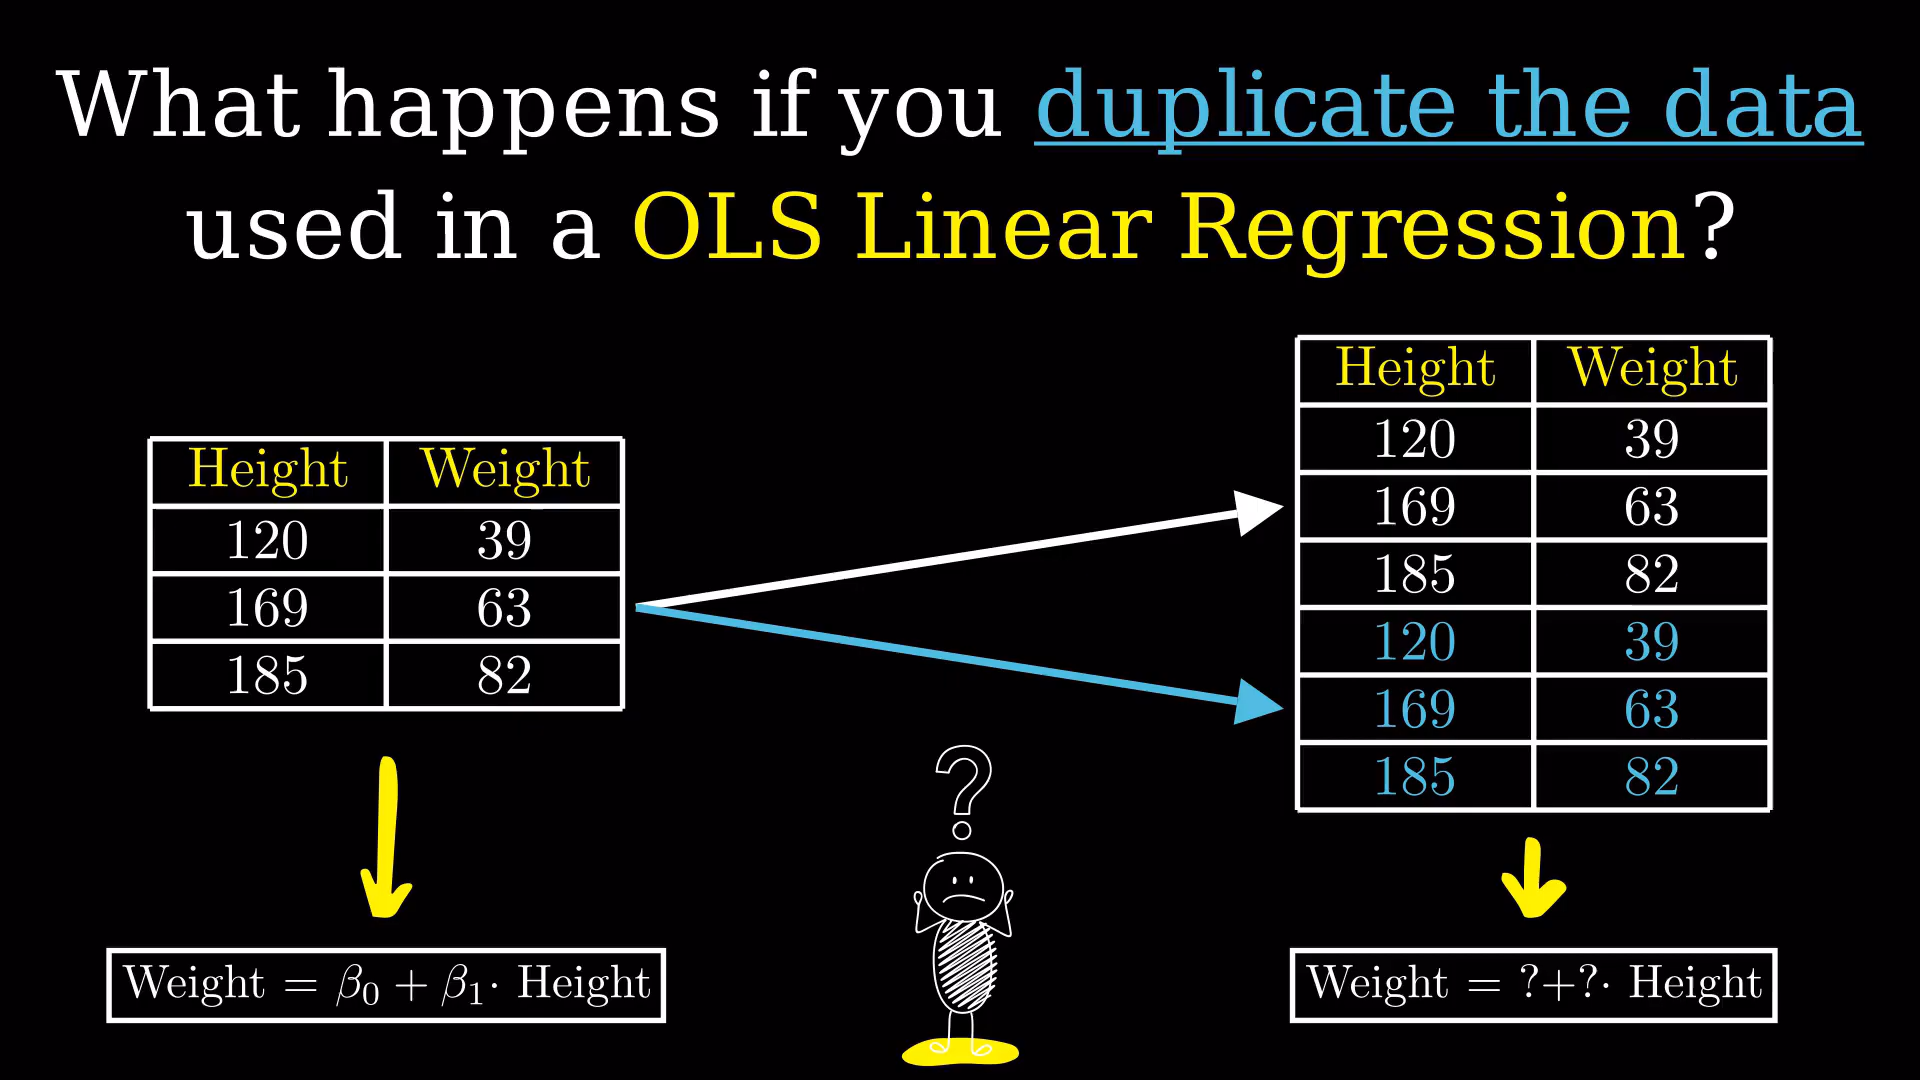 What happens if you duplicate the data
used in a OLS Linear Regression?
Height Weight
120 39
169 63
185 82
Height Weight
120 39
169 63
185 82
120 39
169 63
185 82
?
Weight = β₀ + β₁· Height
Weight = ?+?· Height